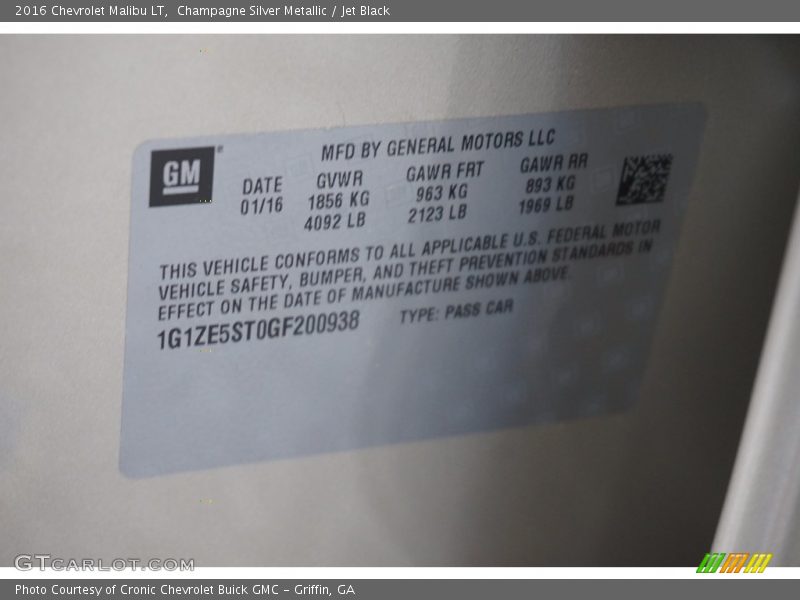 2016 Chevrolet Malibu LT, Champagne Silver Metallic / Jet Black
GM®
MFD BY GENERAL MOTORS LLC
DATE GVWR GAWR FRT GAWR RR
01/16 1856 KG 963 KG 893 KG
4092 LB 2123 LB 1969 LB
THIS VEHICLE CONFORMS TO ALL APPLICABLE U.S. FEDERAL MOTOR
VEHICLE SAFETY, BUMPER, AND THEFT PREVENTION STANDARDS IN
EFFECT ON THE DATE OF MANUFACTURE SHOWN ABOVE.
1G1ZE5ST0GF200938 TYPE: PASS CAR
GTCARLOT.COM
Photo Courtesy of Cronic Chevrolet Buick GMC - Griffin, GA